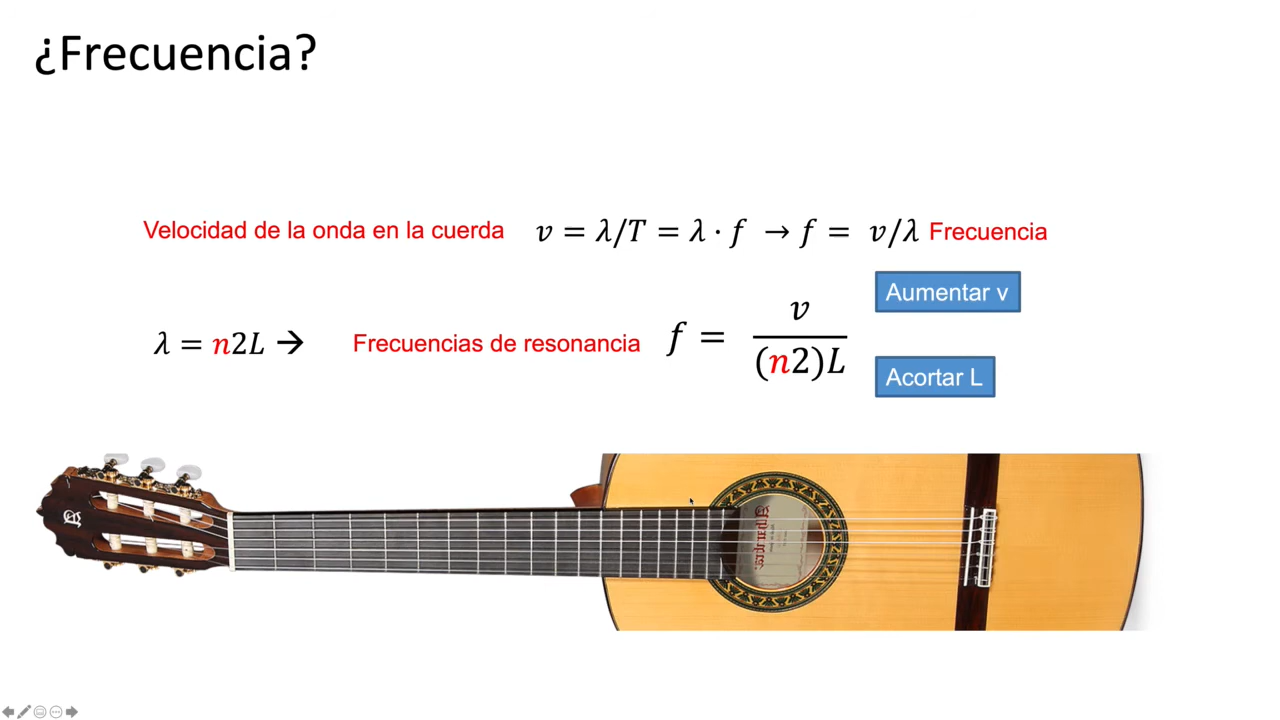 ¿Frecuencia?
Velocidad de la onda en la cuerda v = λ/T = λ · f → f = v/λ Frecuencia
Aumentar v
λ = n2L → Frecuencias de resonancia f = v / (n2)L
Acortar L